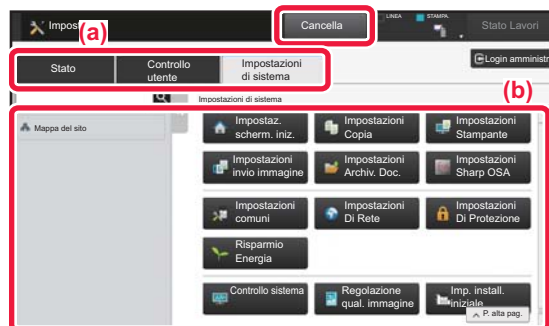 Impos
(a)
Cancella
LINEA
STAMPA.
Stato Lavori
Stato
Controllo
utente
Impostazioni
di sistema
Login amministr
(b)
Impostazioni di sistema
Mappa del sito
Impostaz.
scherm. iniz.
Impostazioni
Copia
Impostazioni
Stampante
Impostazioni
invio immagine
Impostazioni
Archiv. Doc.
Impostazioni
Sharp OSA
Impostazioni
comuni
Impostazioni
Di Rete
Impostazioni
Di Protezione
Risparmio
Energia
Controllo sistema
Regolazione
qual. immagine
Imp. install.
iniziale
P. alta pag.